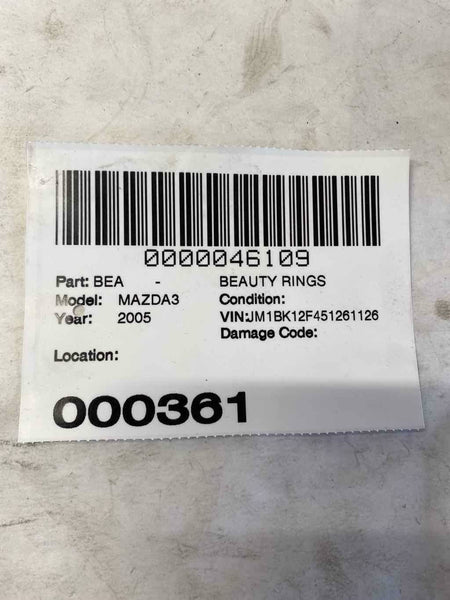 0000046109
Part: BEA - BEAUTY RINGS
Model: MAZDA3 Condition:
Year: 2005 VIN:JM1BK12F451261126
Damage Code:
Location:
000361